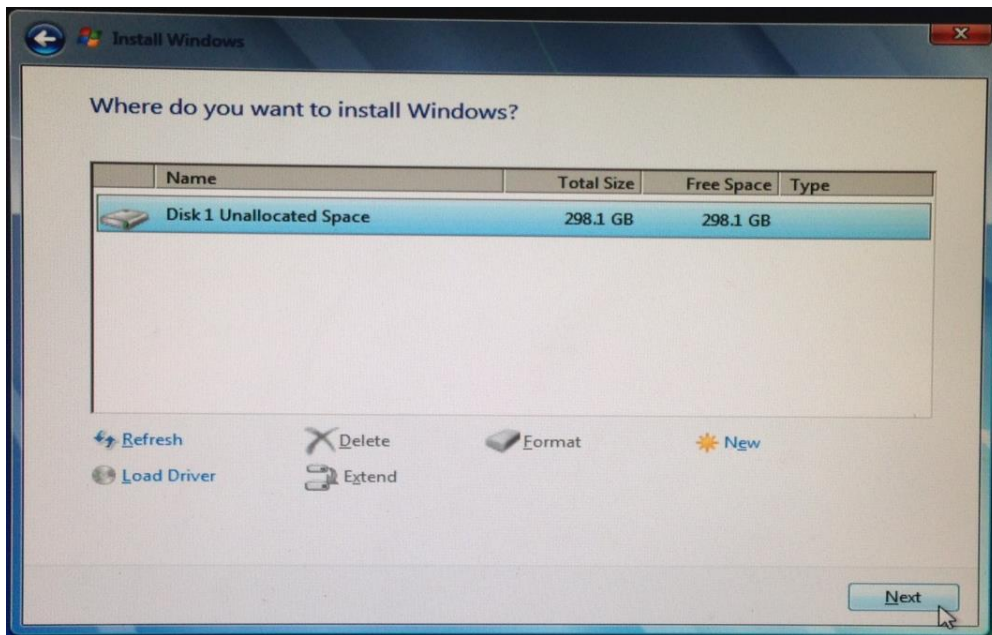 Install Windows
Where do you want to install Windows?
Name Total Size Free Space Type
Disk 1 Unallocated Space 298.1 GB 298.1 GB
Refresh Delete Format New
Load Driver Extend
Next